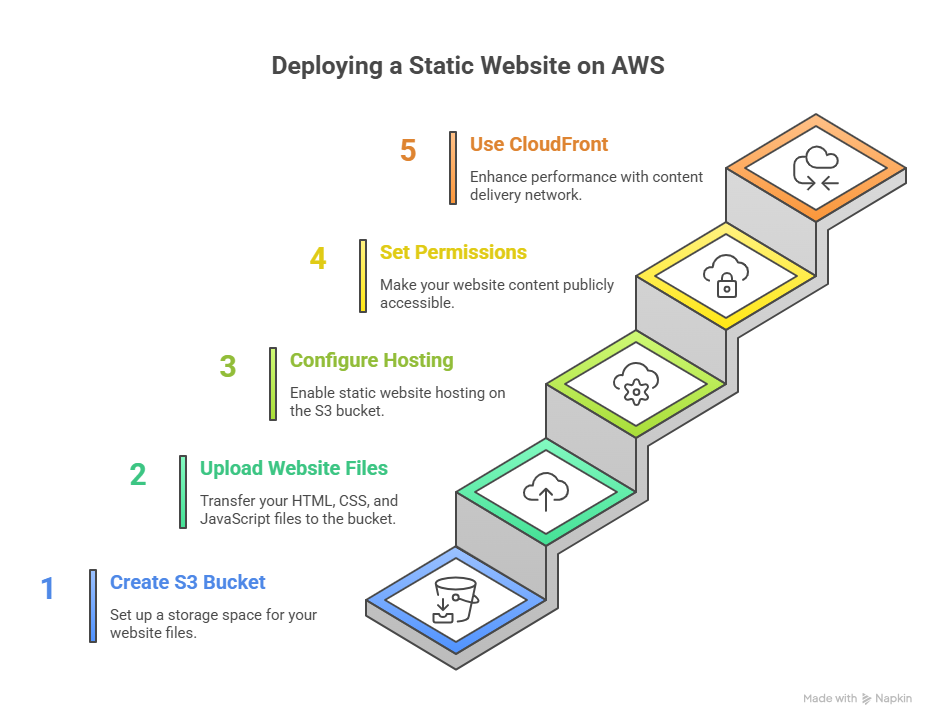 Deploying a Static Website on AWS
5
Use CloudFront
Enhance performance with content
delivery network.
4
Set Permissions
Make your website content publicly
accessible.
3
Configure Hosting
Enable static website hosting on
the S3 bucket.
2
Upload Website Files
Transfer your HTML, CSS, and
JavaScript files to the bucket.
1
Create S3 Bucket
Set up a storage space for your
website files.
Made with Napkin